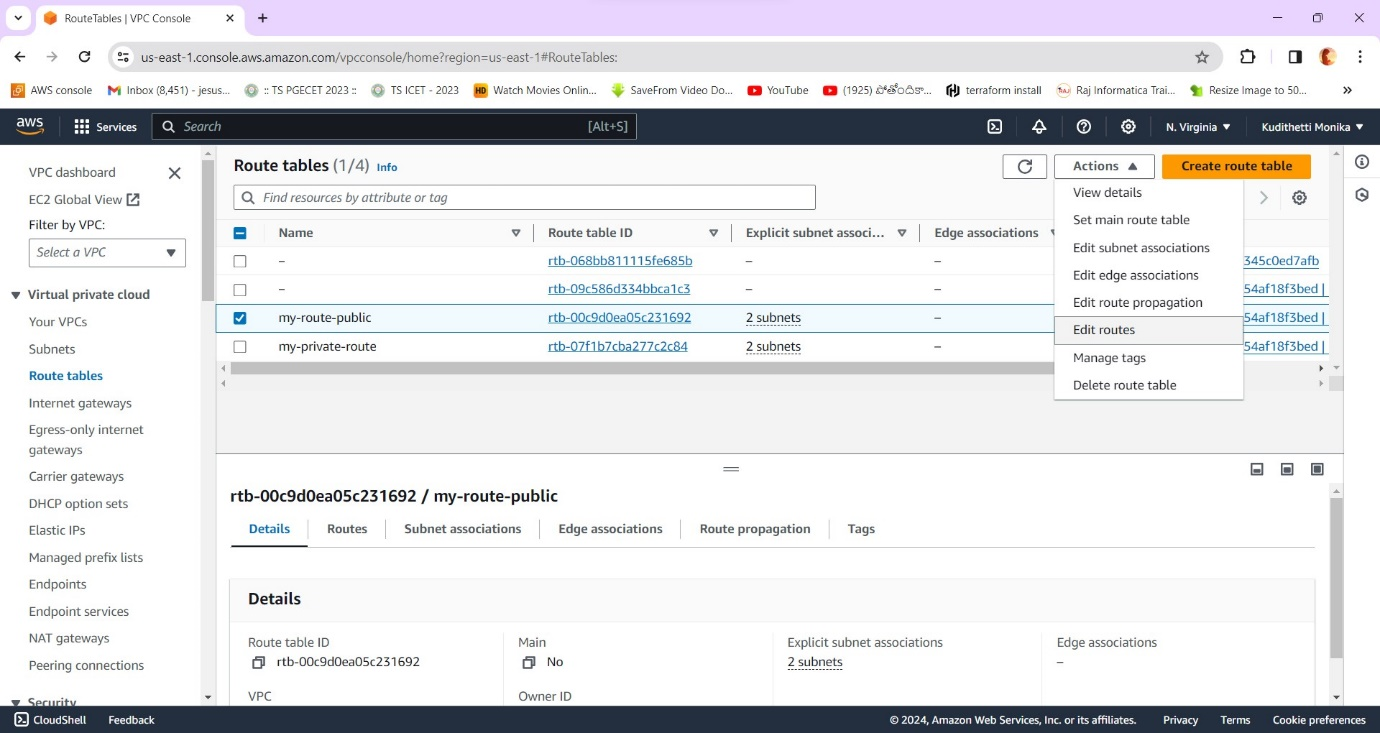 RouteTables | VPC Console
us-east-1.console.aws.amazon.com/vpcconsole/home?region=us-east-1#RouteTables:
AWS console Inbox (8,451) - jesus... :: TS PGECET 2023 :: TS ICET - 2023 HD Watch Movies Onlin... SaveFrom Video Do... YouTube (1925) పోతోందికా... terraform install Raj Informatica Trai... Resize Image to 50... »
aws Services Search [Alt+S] N. Virginia Kudithetti Monika
VPC dashboard
EC2 Global View
Filter by VPC:
Select a VPC
Virtual private cloud
Your VPCs
Subnets
Route tables
Internet gateways
Egress-only internet
gateways
Carrier gateways
DHCP option sets
Elastic IPs
Managed prefix lists
Endpoints
Endpoint services
NAT gateways
Peering connections
Security
Route tables (1/4) Info
Actions
Create route table
Find resources by attribute or tag
Name Route table ID Explicit subnet associ... Edge associations
– rtb-068bb811115fe685b – – 345c0ed7afb
– rtb-09c586d334bbca1c3 – – 54af18f3bed |
my-route-public rtb-00c9d0ea05c231692 2 subnets – 54af18f3bed |
my-private-route rtb-07f1b7cba277c2c84 2 subnets – 54af18f3bed |
View details
Set main route table
Edit subnet associations
Edit edge associations
Edit route propagation
Edit routes
Manage tags
Delete route table
rtb-00c9d0ea05c231692 / my-route-public
Details Routes Subnet associations Edge associations Route propagation Tags
Details
Route table ID Main Explicit subnet associations Edge associations
rtb-00c9d0ea05c231692 No 2 subnets –
VPC Owner ID
CloudShell Feedback © 2024, Amazon Web Services, Inc. or its affiliates. Privacy Terms Cookie preferences